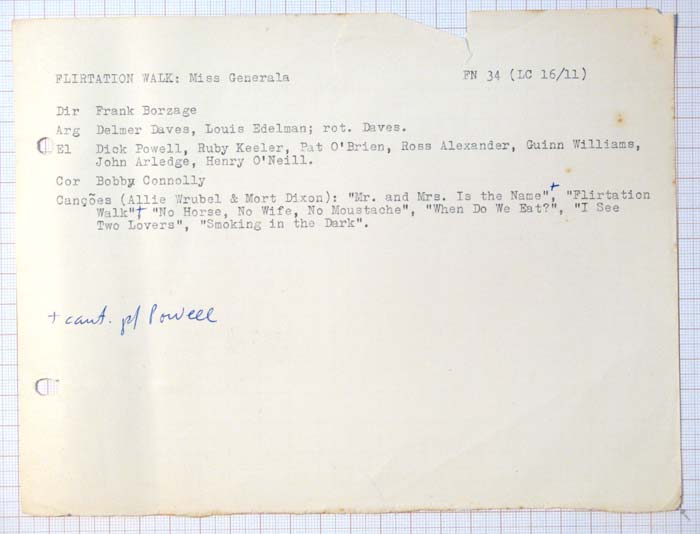 FLIRTATION WALK: Miss Generala FN 34 (LC 16/11)
Dir Frank Borzage
Arg Delmer Daves, Louis Edelman; rot. Daves.
El Dick Powell, Ruby Keeler, Pat O'Brien, Ross Alexander, Guinn Williams,
John Arledge, Henry O'Neill.
Cor Bobby Connolly
Canções (Allie Wrubel & Mort Dixon): "Mr. and Mrs. Is the Name"+, "Flirtation
Walk"+ "No Horse, No Wife, No Moustache", "When Do We Eat?", "I See
Two Lovers", "Smoking in the Dark".
+ cant. p/ Powell